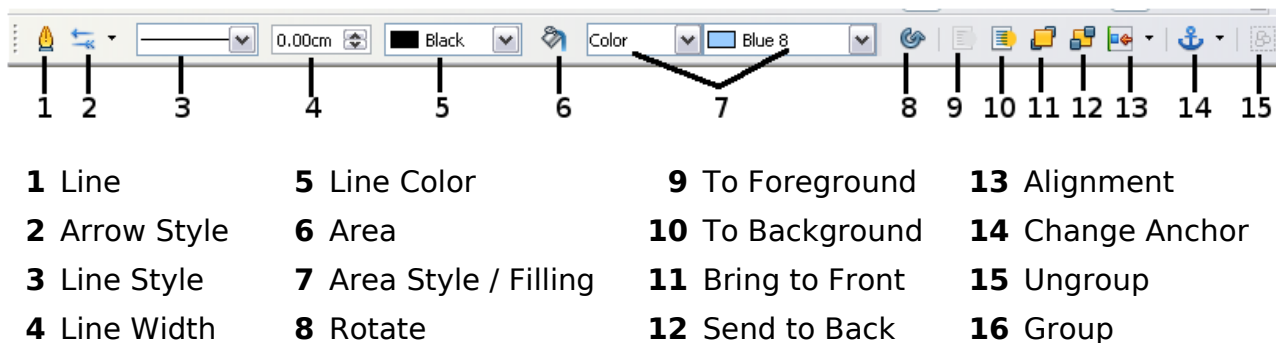 0.00cm Black Color Blue 8
1 2 3 4 5 6 7 8 9 10 11 12 13 14 15
1 Line 5 Line Color 9 To Foreground 13 Alignment
2 Arrow Style 6 Area 10 To Background 14 Change Anchor
3 Line Style 7 Area Style / Filling 11 Bring to Front 15 Ungroup
4 Line Width 8 Rotate 12 Send to Back 16 Group